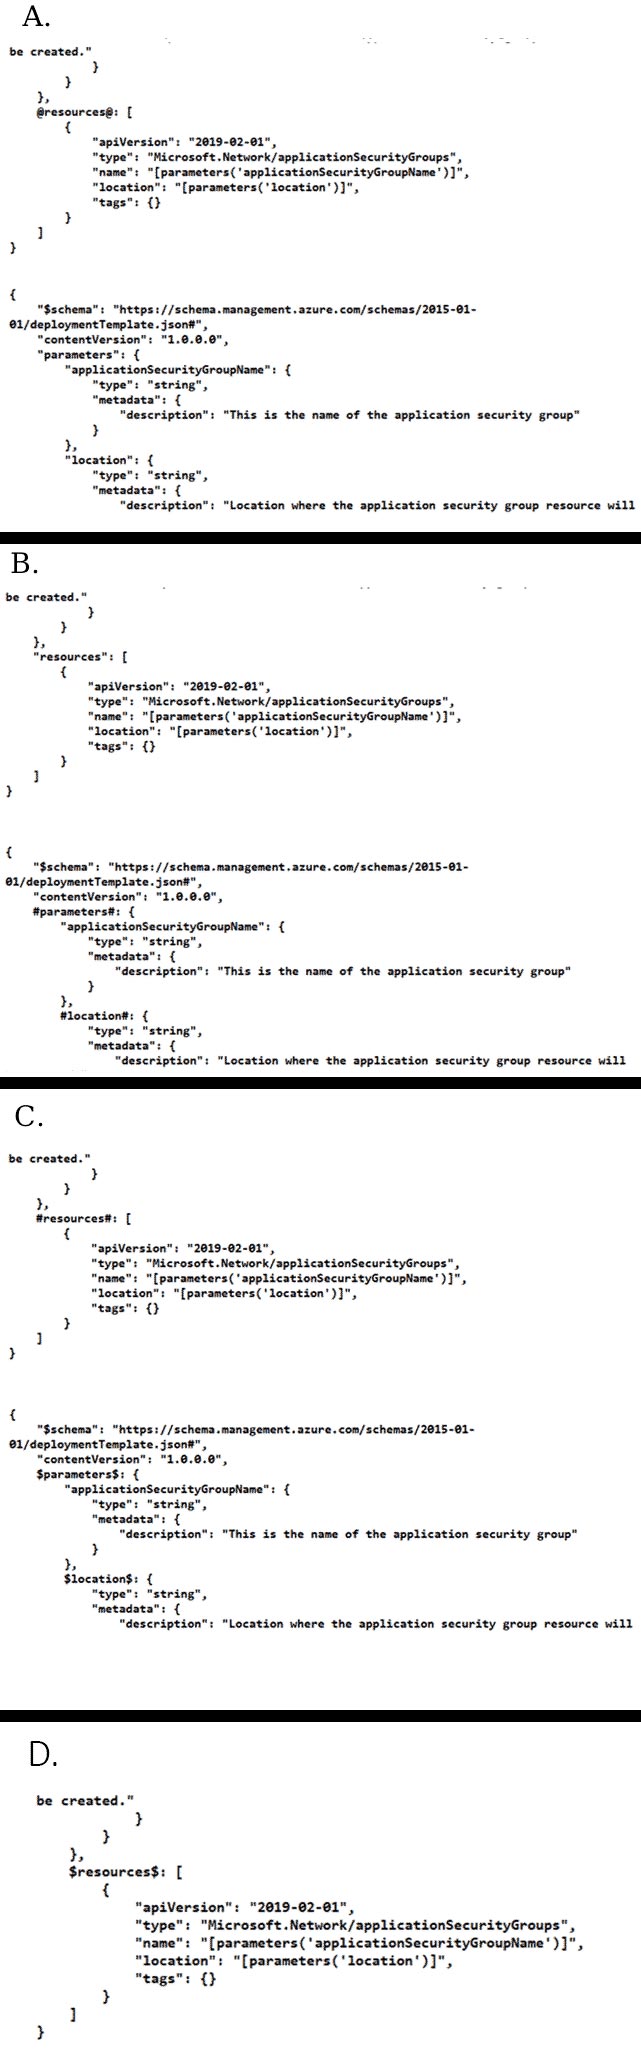 A.
be created."
}
}
},
@resources@: [
{
"apiVersion": "2019-02-01",
"type": "Microsoft.Network/applicationSecurityGroups",
"name": "[parameters('applicationSecurityGroupName')]",
"location": "[parameters('location')]",
"tags": {}
}
]
}
{
"$schema": "https://schema.management.azure.com/schemas/2015-01-
01/deploymentTemplate.json#",
"contentVersion": "1.0.0.0",
"parameters": {
"applicationSecurityGroupName": {
"type": "string",
"metadata": {
"description": "This is the name of the application security group"
}
},
"location": {
"type": "string",
"metadata": {
"description": "Location where the application security group resource will
B.
be created."
}
}
},
"resources": [
{
"apiVersion": "2019-02-01",
"type": "Microsoft.Network/applicationSecurityGroups",
"name": "[parameters('applicationSecurityGroupName')]",
"location": "[parameters('location')]",
"tags": {}
}
]
}
{
"$schema": "https://schema.management.azure.com/schemas/2015-01-
01/deploymentTemplate.json#",
"contentVersion": "1.0.0.0",
#parameters#: {
"applicationSecurityGroupName": {
"type": "string",
"metadata": {
"description": "This is the name of the application security group"
}
},
#location#: {
"type": "string",
"metadata": {
"description": "Location where the application security group resource will
C.
be created."
}
}
},
#resources#: [
{
"apiVersion": "2019-02-01",
"type": "Microsoft.Network/applicationSecurityGroups",
"name": "[parameters('applicationSecurityGroupName')]",
"location": "[parameters('location')]",
"tags": {}
}
]
}
{
"$schema": "https://schema.management.azure.com/schemas/2015-01-
01/deploymentTemplate.json#",
"contentVersion": "1.0.0.0",
$parameters$: {
"applicationSecurityGroupName": {
"type": "string",
"metadata": {
"description": "This is the name of the application security group"
}
},
$location$: {
"type": "string",
"metadata": {
"description": "Location where the application security group resource will
D.
be created."
}
}
},
$resources$: [
{
"apiVersion": "2019-02-01",
"type": "Microsoft.Network/applicationSecurityGroups",
"name": "[parameters('applicationSecurityGroupName')]",
"location": "[parameters('location')]",
"tags": {}
}
]
}